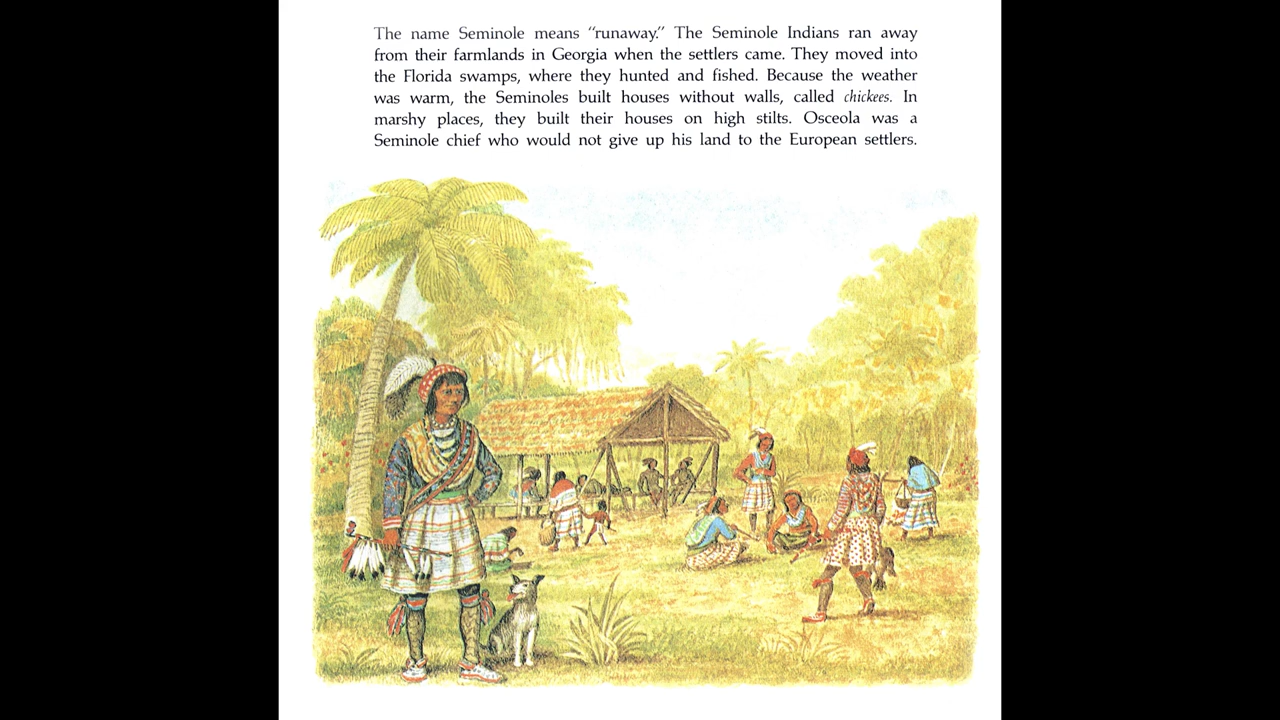 The name Seminole means “runaway.” The Seminole Indians ran away
from their farmlands in Georgia when the settlers came. They moved into
the Florida swamps, where they hunted and fished. Because the weather
was warm, the Seminoles built houses without walls, called chickees. In
marshy places, they built their houses on high stilts. Osceola was a
Seminole chief who would not give up his land to the European settlers.